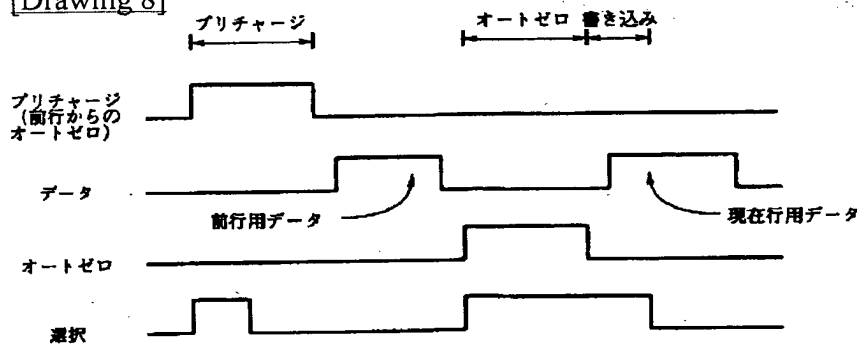 [Drawing 8]
プリチャージ
オートゼロ 書き込み
プリチャージ
(前行からの
オートゼロ)
データ
前行用データ
現在行用データ
オートゼロ
選択